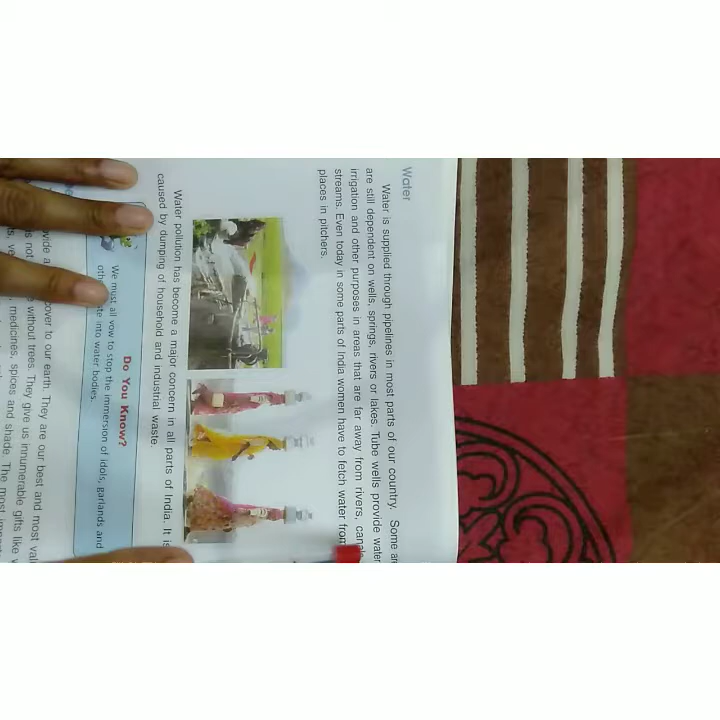 Water
Water is supplied through pipelines in most parts of our country. Some
are still dependent on wells, springs, rivers or lakes. Tube wells provide water
irrigation and other purposes in areas that are far away from rivers,
streams. Even today in some parts of India women have to fetch water from
places in pitchers.
Water pollution has become a major concern in all parts of India. It is
caused by dumping of household and industrial waste.
Do You Know?
We must all vow to stop the immersion of idols, garlands and
into water bodies.
cover to our earth. They are our best and most
without trees. They give us innumerable gifts like
medicines, spices and shade. The most